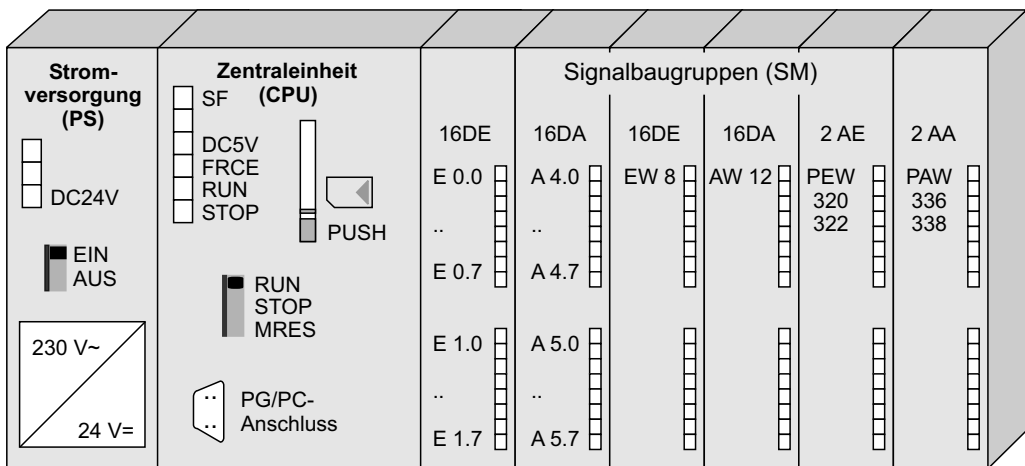 Strom-
versorgung
(PS)
DC24V
EIN
AUS
230 V~
24 V=
Zentraleinheit
(CPU)
SF
DC5V
FRCE
RUN
STOP
PUSH
RUN
STOP
MRES
PG/PC-
Anschluss
Signalbaugruppen (SM)
16DE
E 0.0
..
E 0.7
E 1.0
..
E 1.7
16DA
A 4.0
..
A 4.7
A 5.0
..
A 5.7
16DE
EW 8
16DA
AW 12
2 AE
PEW
320
322
2 AA
PAW
336
338